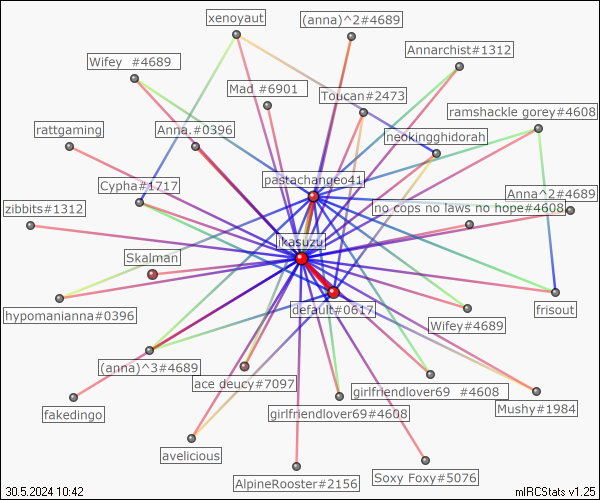 xenoyaut
(anna)^2#4689
Annarchist#1312
Wifey  #4689
Mad #6901
Toucan#2473
ramshackle gorey#4608
rattgaming
Anna.#0396
neokingghidorah
pastachangeo41
Cypha#1717
Anna^2#4689
zibbits#1312
no cops no laws no hope#4608
ikasuzu
Skalman
hypomanianna#0396
default#0617
frisout
Wifey#4689
(anna)^3#4689
ace deucy#7097
girlfriendlover69  #4608
fakedingo
girlfriendlover69#4608
Mushy#1984
avelicious
AlpineRooster#2156
Soxy Foxy#5076
30.5.2024 10:42
mIRCStats v1.25